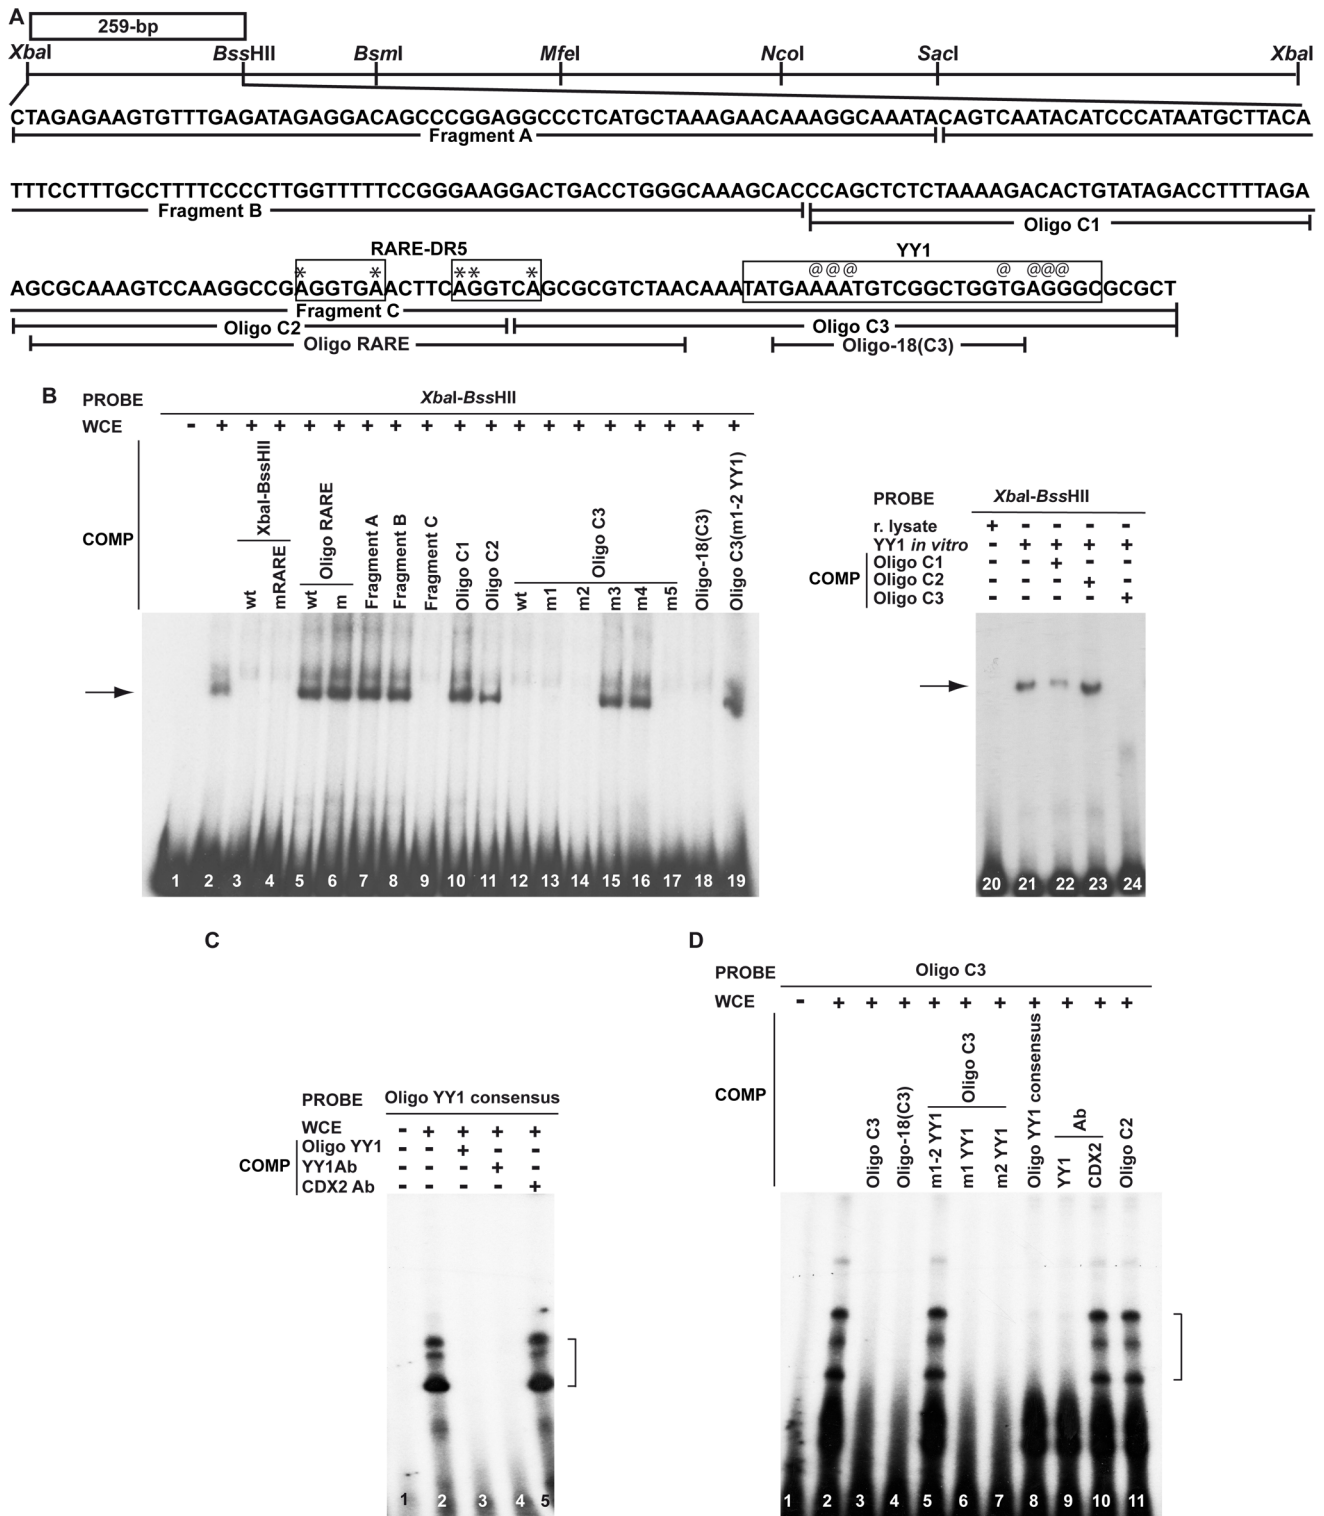 A
259-bp
XbaI BssHII BsmI MfeI NcoI SacI XbaI
CTAGAGAAGTGTTTGAGATAGAGGACAGCCCGGAGGCCCTCATGCTAAAGAACAAAGGCAAATACAGTCAATACATCCCATAATGCTTACA
Fragment A
TTTCCTTTGCCTTTTCCCCTTGGTTTTTCCGGGAAGGACTGACCTGGGCAAAGCACCCAGCTCTCTAAAAGACACTGTATAGACCTTTTAGA
Fragment B
Oligo C1
RARE-DR5 YY1
* * ** * @@@ @ @@@
AGCGCAAAGTCCAAGGCCGAGGTGAACTTCAGGTCAGCGCGTCTAACAAATATGAAAATGTCGGCTGGTGAGGGCGCGCT
Fragment C
Oligo C2 Oligo C3
Oligo RARE Oligo-18(C3)
B
PROBE XbaI-BssHII
WCE - + + + + + + + + + + + + + + + + + +
COMP
XbaI-BssHII
wt
mRARE
Oligo RARE
wt
m
Fragment A
Fragment B
Fragment C
Oligo C1
Oligo C2
Oligo C3
wt
m1
m2
m3
m4
m5
Oligo-18(C3)
Oligo C3(m1-2 YY1)
1 2 3 4 5 6 7 8 9 10 11 12 13 14 15 16 17 18 19
PROBE XbaI-BssHII
r. lysate + - - - -
YY1 in vitro - + + + +
COMP
Oligo C1 - - + - -
Oligo C2 - - - + -
Oligo C3 - - - - +
20 21 22 23 24
C
PROBE Oligo YY1 consensus
WCE - + + + +
COMP
Oligo YY1 - - + - -
YY1Ab - - - + -
CDX2 Ab - - - - +
1 2 3 4 5
D
PROBE Oligo C3
WCE - + + + + + + + + + +
COMP
Oligo C3
Oligo-18(C3)
Oligo C3
m1-2 YY1
m1 YY1
m2 YY1
Oligo YY1 consensus
Ab
YY1
CDX2
Oligo C2
1 2 3 4 5 6 7 8 9 10 11